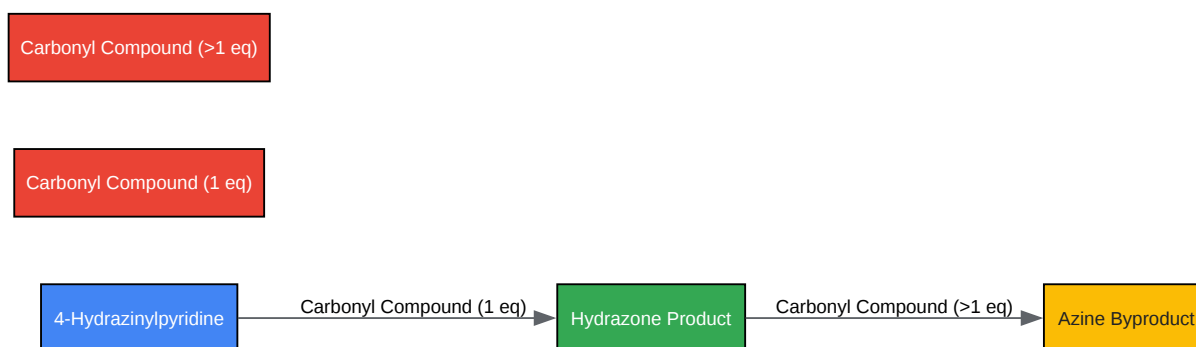 Carbonyl Compound (>1 eq)
Carbonyl Compound (1 eq)
4-Hydrazinylpyridine
Carbonyl Compound (1 eq)
Hydrazone Product
Carbonyl Compound (>1 eq)
Azine Byproduct